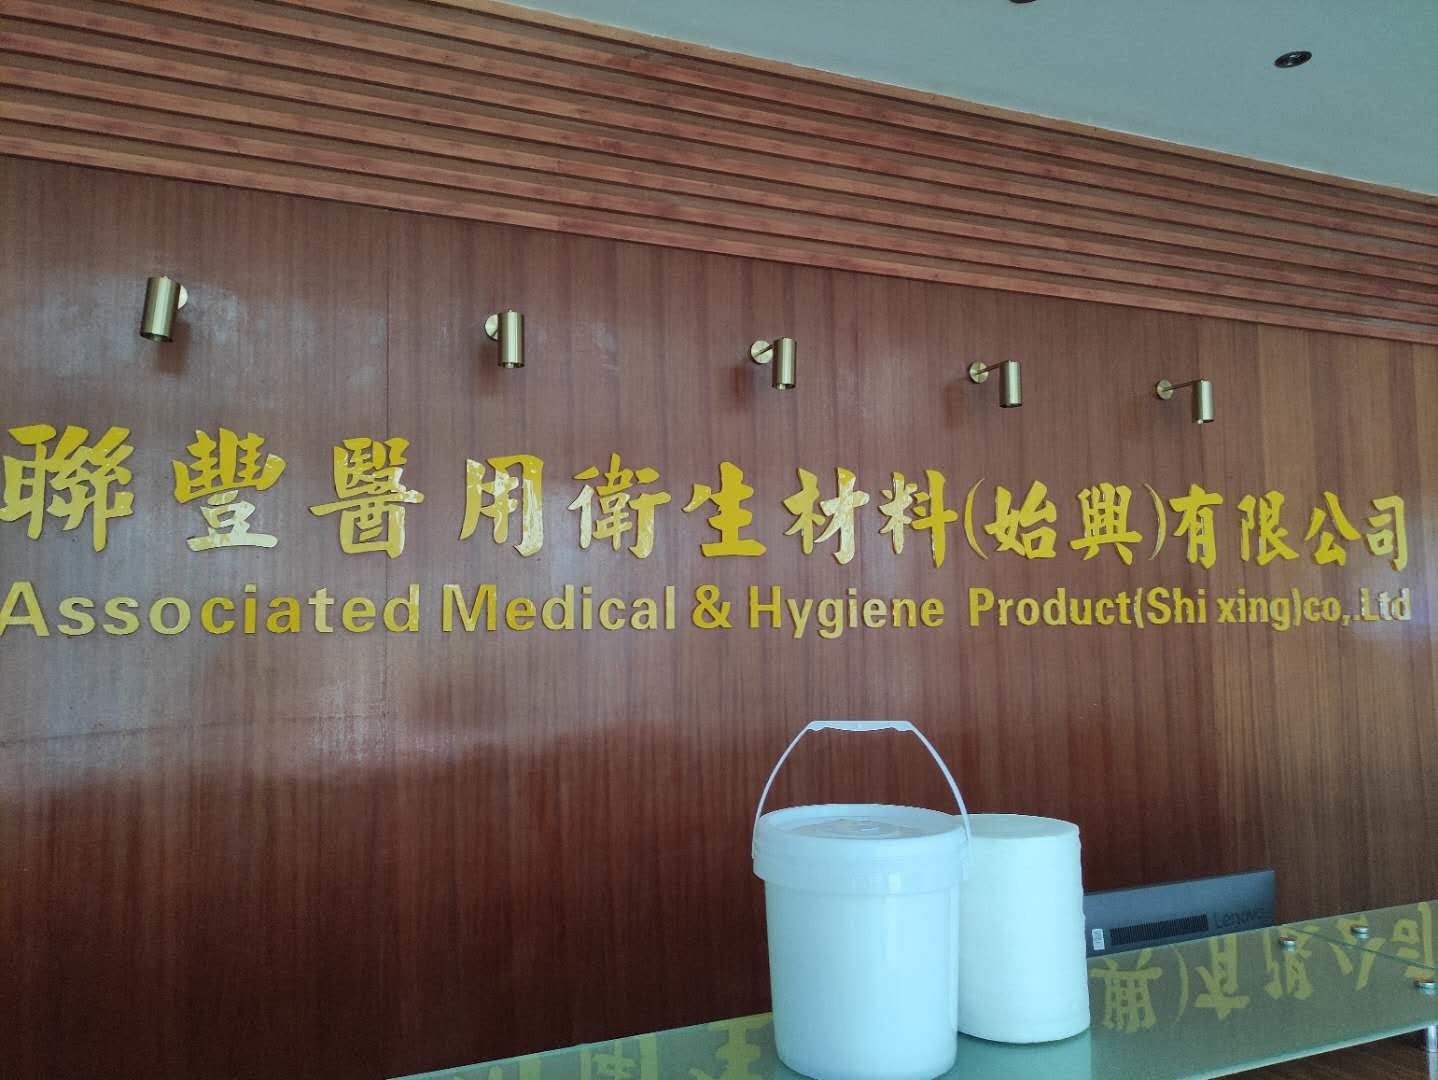 聯豐醫用衛生材料(始興)有限公司
Associated Medical & Hygiene Product(Shi xing)co,.Ltd
Lenovo